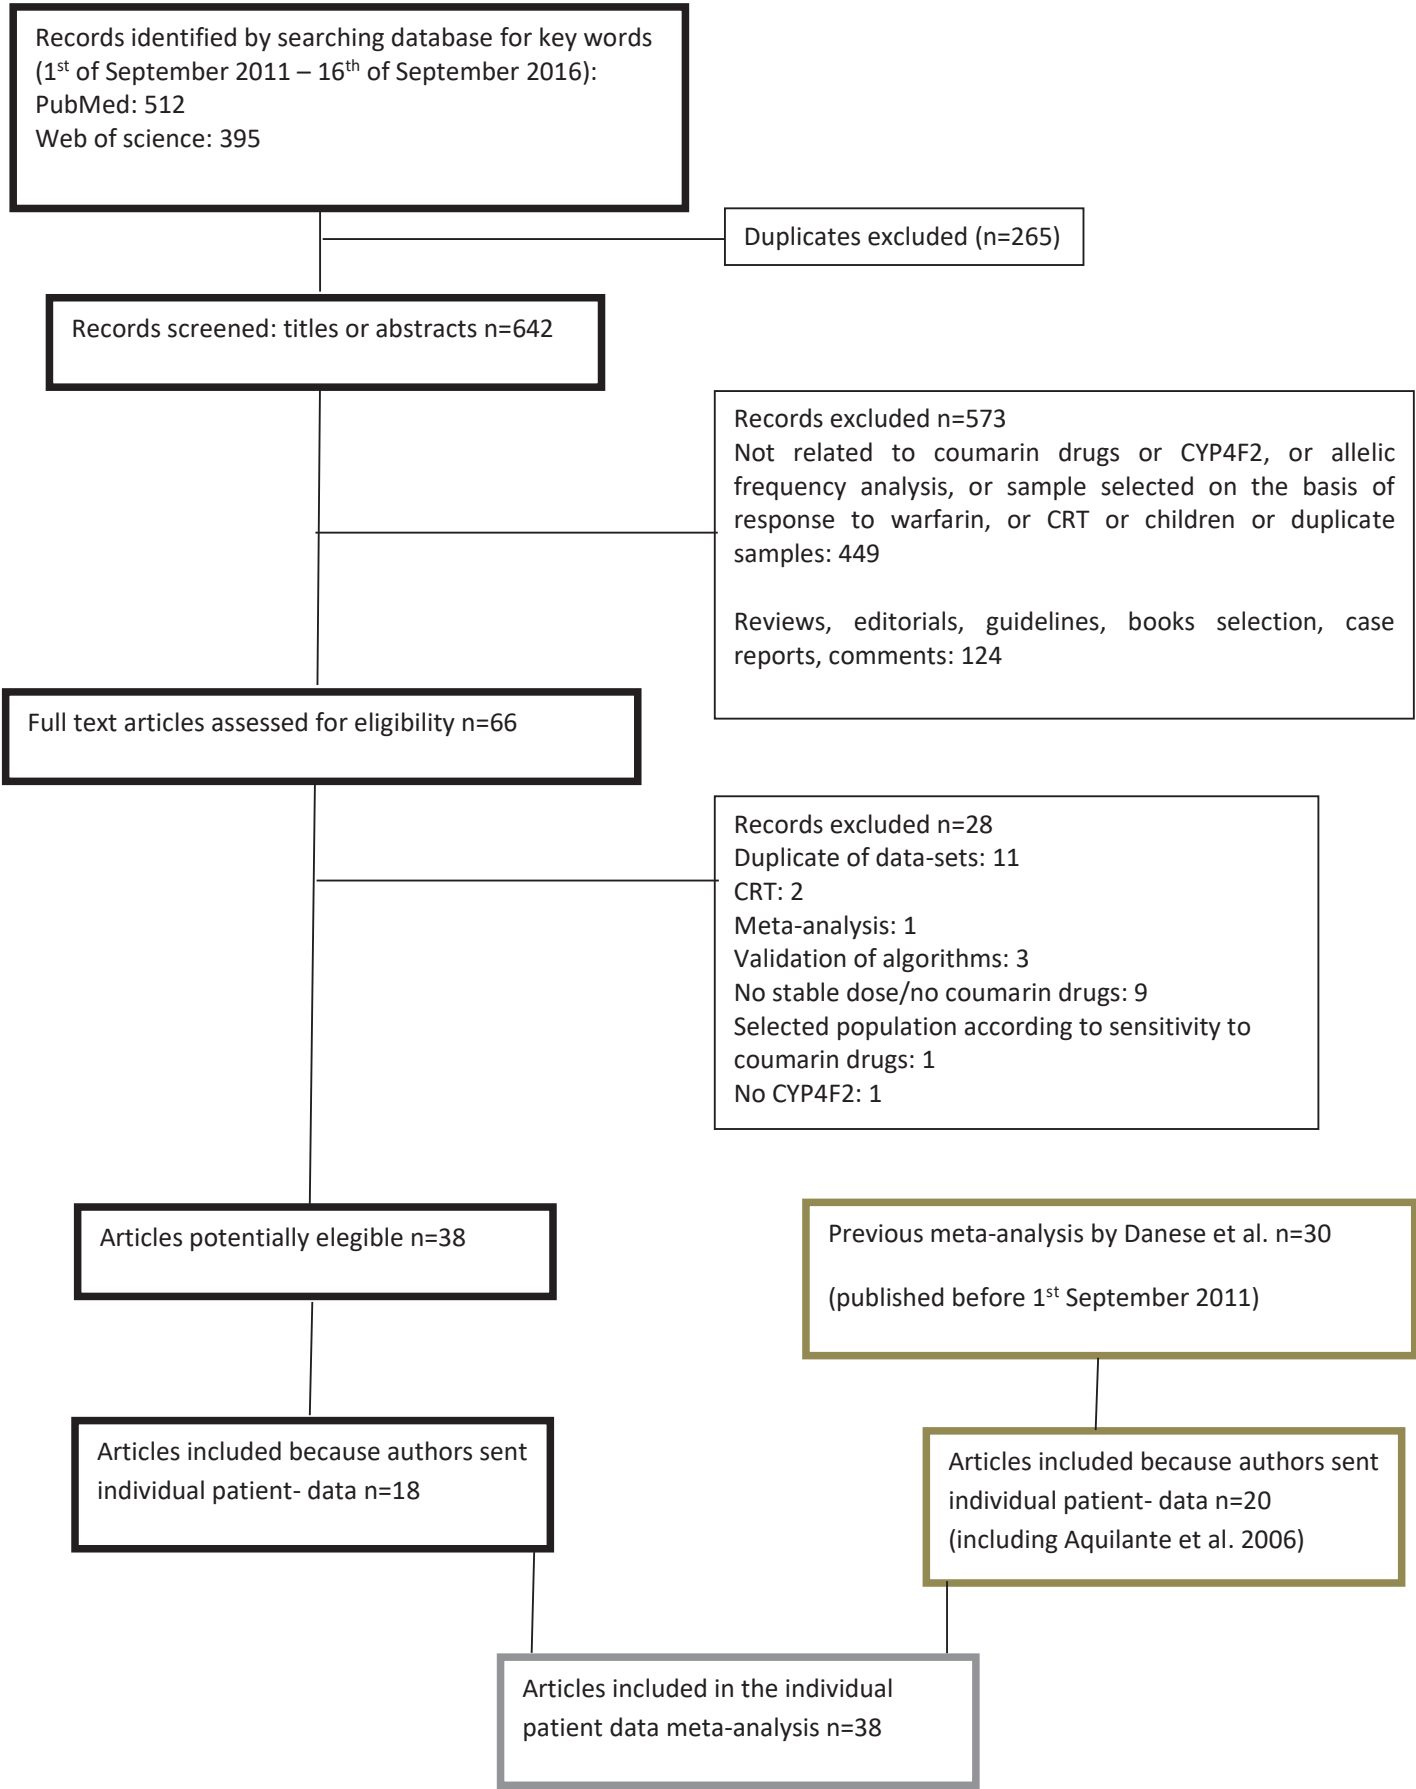 Records identified by searching database for key words
(1st of September 2011 – 16th of September 2016):
PubMed: 512
Web of science: 395
Duplicates excluded (n=265)
Records screened: titles or abstracts n=642
Records excluded n=573
Not related to coumarin drugs or CYP4F2, or allelic
frequency analysis, or sample selected on the basis of
response to warfarin, or CRT or children or duplicate
samples: 449
Reviews, editorials, guidelines, books selection, case
reports, comments: 124
Full text articles assessed for eligibility n=66
Records excluded n=28
Duplicate of data-sets: 11
CRT: 2
Meta-analysis: 1
Validation of algorithms: 3
No stable dose/no coumarin drugs: 9
Selected population according to sensitivity to
coumarin drugs: 1
No CYP4F2: 1
Articles potentially elegible n=38
Previous meta-analysis by Danese et al. n=30
(published before 1st September 2011)
Articles included because authors sent
individual patient- data n=18
Articles included because authors sent
individual patient- data n=20
(including Aquilante et al. 2006)
Articles included in the individual
patient data meta-analysis n=38